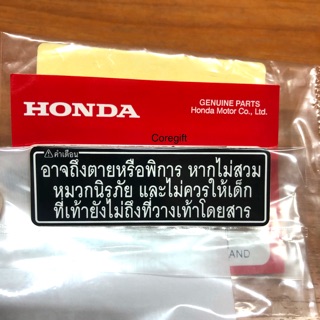 HONDA
GENUINE PARTS
Honda Motor Co., Ltd.
Coregift
⚠คำเตือน
อาจถึงตายหรือพิการ หากไม่สวม
หมวกนิรภัย และไม่ควรให้เด็ก
ที่เท้ายังไม่ถึงที่วางเท้าโดยสาร
AND